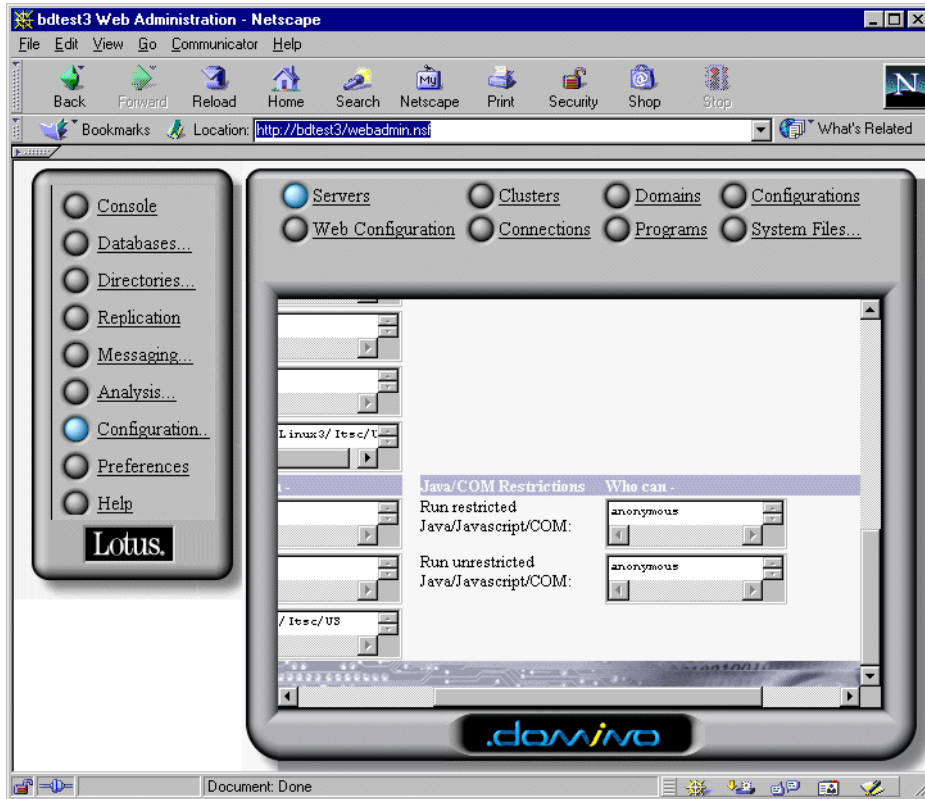 bdtest3 Web Administration - Netscape
File Edit View Go Communicator Help
Back Forward Reload Home Search Netscape Print Security Shop Stop
My
N
Bookmarks Location: http://bdtest3/webadmin.nsf What's Related
Console
Databases...
Directories...
Replication
Messaging...
Analysis...
Configuration..
Preferences
Help
Lotus.
Servers Clusters Domains Configurations
Web Configuration Connections Programs System Files...
Linux3/Itsc/U
Java/COM Restrictions Who can -
Run restricted
Java/Javascript/COM:
anonymous
Run unrestricted
Java/Javascript/COM:
anonymous
/Itsc/US
.domino
Document: Done